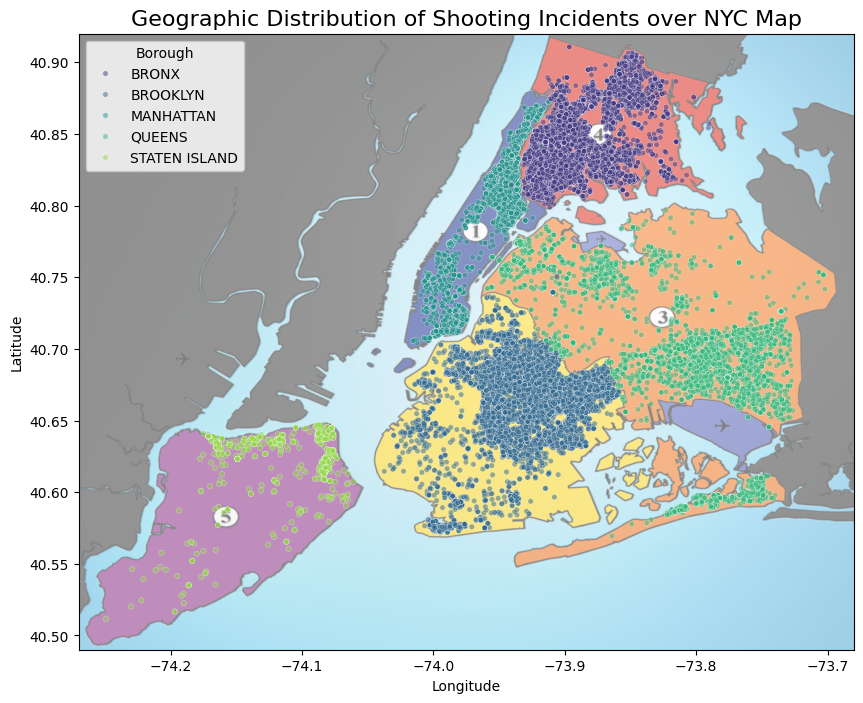 Geographic Distribution of Shooting Incidents over NYC Map
Borough
BRONX
BROOKLYN
MANHATTAN
QUEENS
STATEN ISLAND
40.90
40.85
40.80
40.75
40.70
40.65
40.60
40.55
40.50
Latitude
4
1
3
5
−74.2
−74.1
−74.0
−73.9
−73.8
−73.7
Longitude